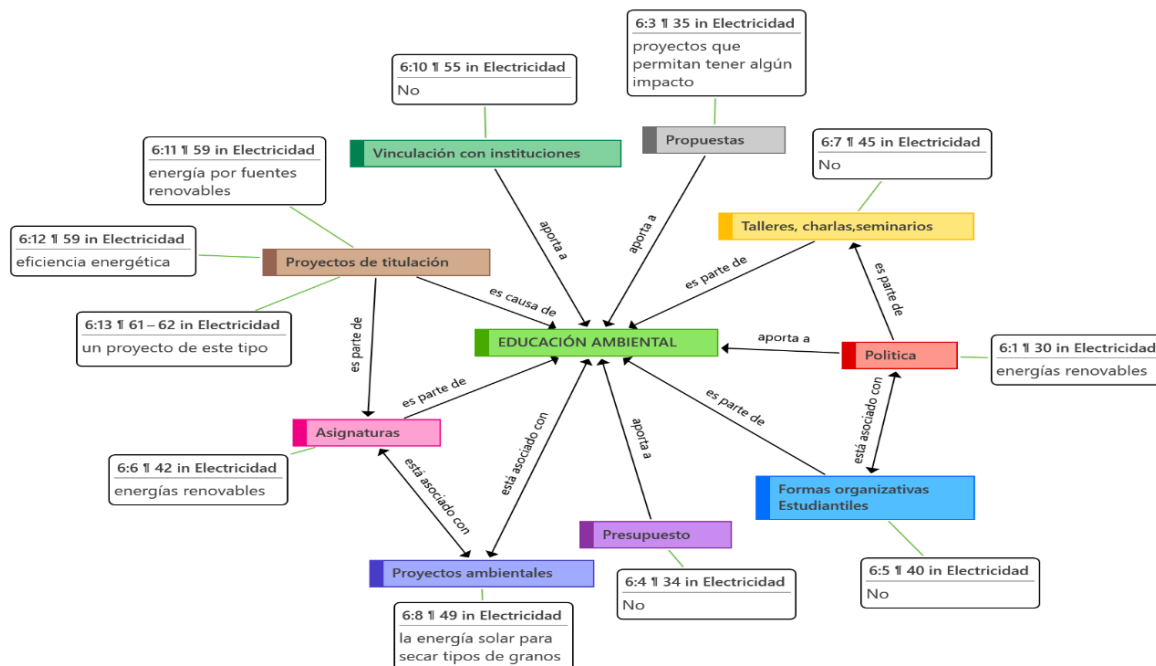 6:3 ¶ 35 in Electricidad
proyectos que
permitan tener algún
impacto
6:10 ¶ 55 in Electricidad
No
6:11 ¶ 59 in Electricidad
energía por fuentes
renovables
Vinculación con instituciones
Propuestas
6:7 ¶ 45 in Electricidad
No
6:12 ¶ 59 in Electricidad
eficiencia energética
Proyectos de titulación
aporta a
aporta a
Talleres, charlas,seminarios
es parte de
es parte de
es causa de
6:13 ¶ 61 – 62 in Electricidad
un proyecto de este tipo
es parte de
EDUCACIÓN AMBIENTAL
aporta a
Politica
6:1 ¶ 30 in Electricidad
energías renovables
es parte de
es parte de
está asociado con
Asignaturas
está asociado con
aporta a
6:6 ¶ 42 in Electricidad
energías renovables
está asociado con
Formas organizativas
Estudiantiles
Presupuesto
Proyectos ambientales
6:4 ¶ 34 in Electricidad
No
6:5 ¶ 40 in Electricidad
No
6:8 ¶ 49 in Electricidad
la energía solar para
secar tipos de granos